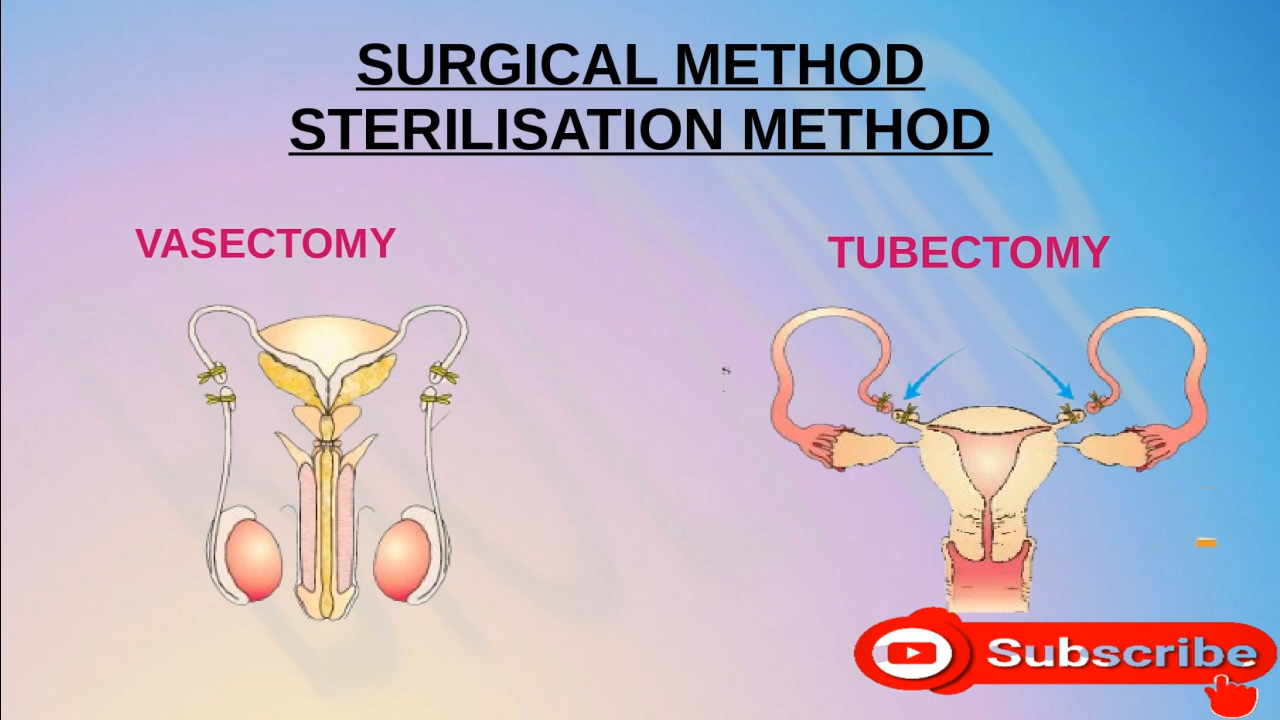 SURGICAL METHOD
STERILISATION METHOD
VASECTOMY
TUBECTOMY
s
Subscribe